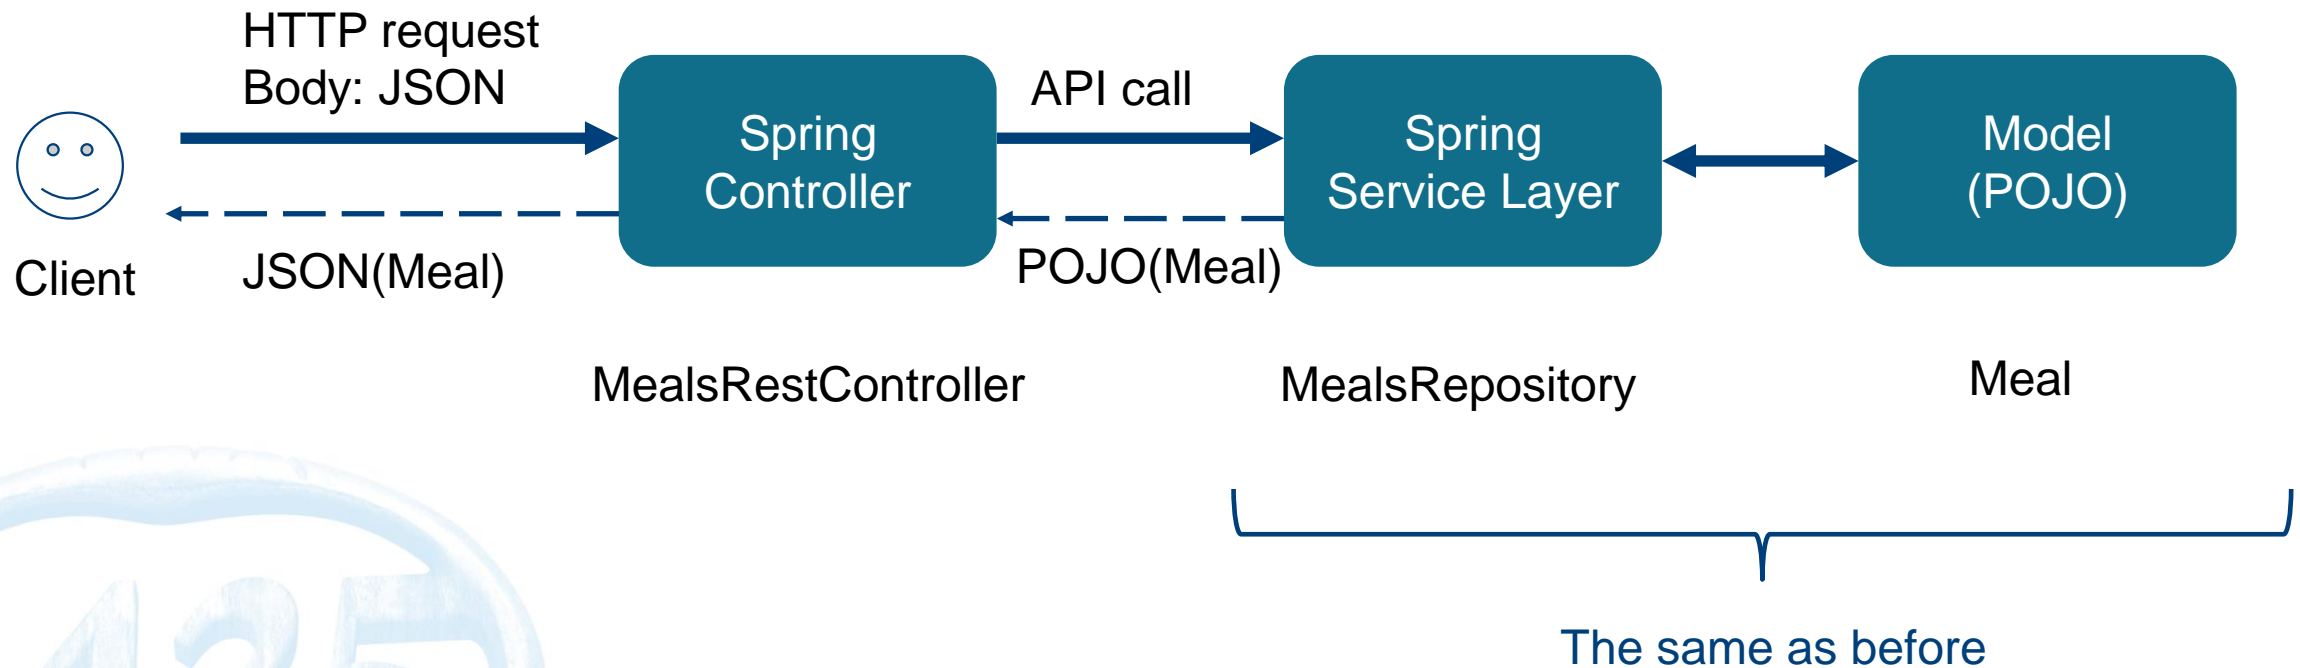 HTTP request
Body: JSON
API call
Spring
Controller
Spring
Service Layer
Model
(POJO)
Client
JSON(Meal)
POJO(Meal)
MealsRestController
MealsRepository
Meal
The same as before
425